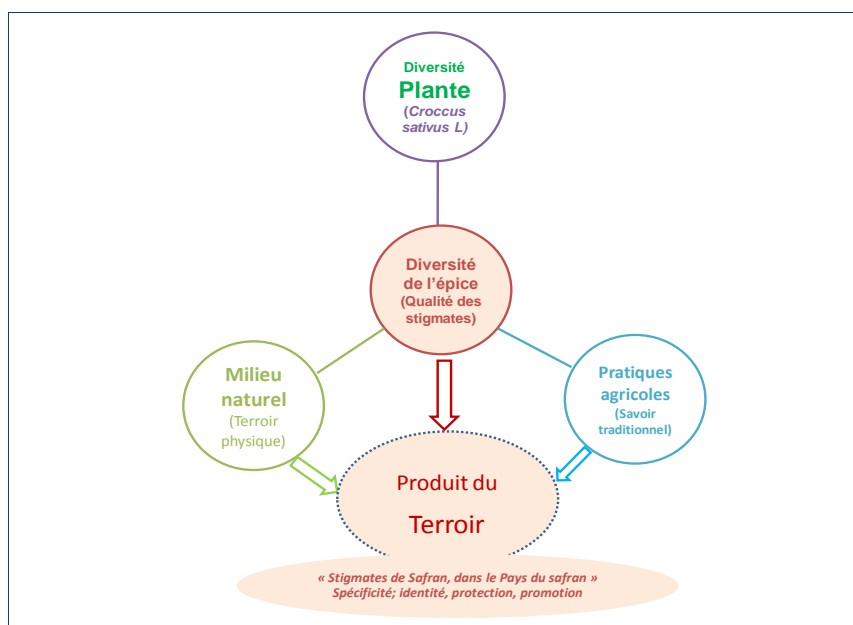 Diversité
Plante
(Croccus
sativus L)
Diversité
de l'épice
(Qualité des
stigmates)
Milieu
naturel
(Terroir
physique)
Pratiques
agricoles
(Savoir
traditionnel)
Produit du
Terroir
« Stigmates de Safran, dans le Pays du safran »
Spécificité; identité, protection, promotion